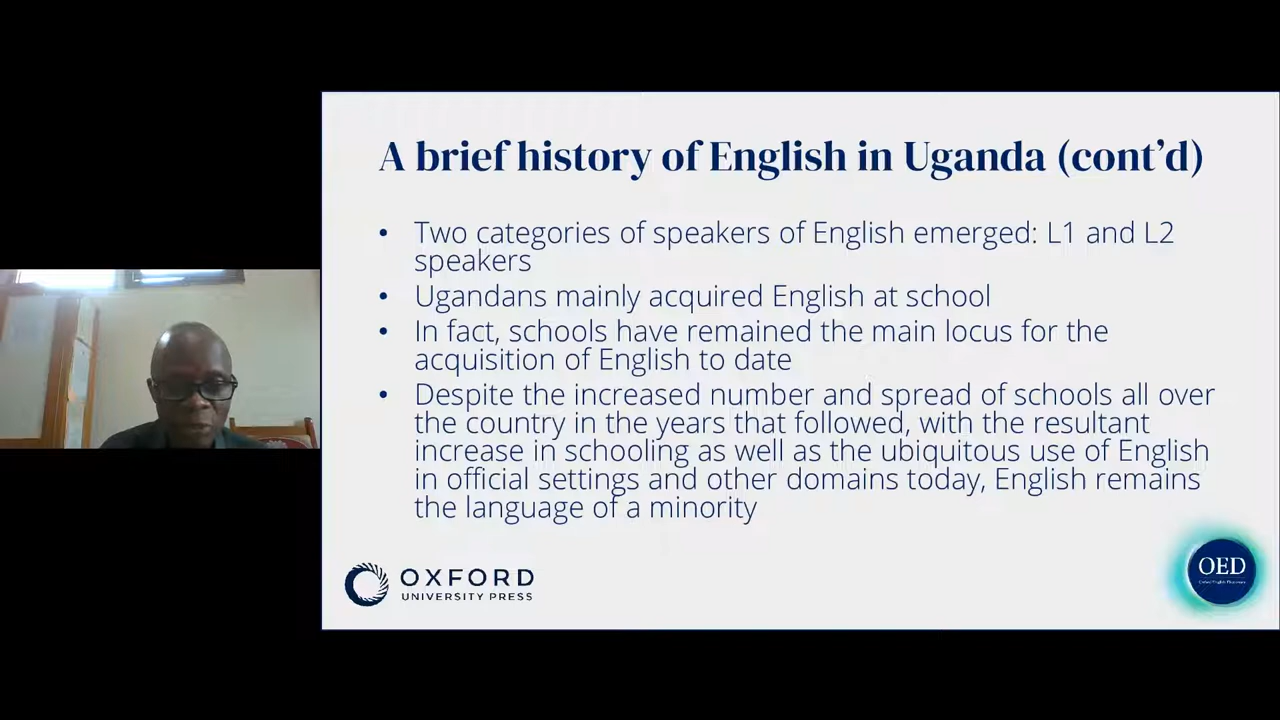 A brief history of English in Uganda (cont’d)
• Two categories of speakers of English emerged: L1 and L2
speakers
• Ugandans mainly acquired English at school
• In fact, schools have remained the main locus for the
acquisition of English to date
• Despite the increased number and spread of schools all over
the country in the years that followed, with the resultant
increase in schooling as well as the ubiquitous use of English
in official settings and other domains today, English remains
the language of a minority
OXFORD
UNIVERSITY PRESS
OED
Oxford English Dictionary